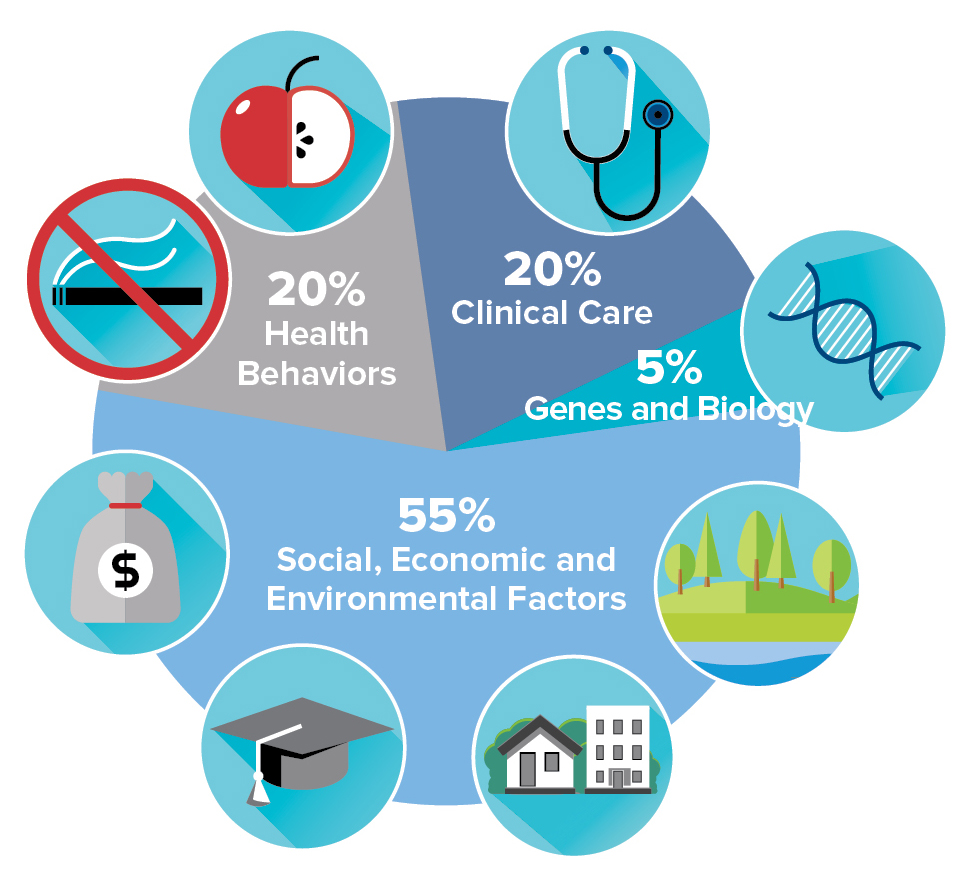 20%
Clinical Care
20%
Health
Behaviors
5%
Genes and Biology
55%
Social, Economic and
Environmental Factors
$